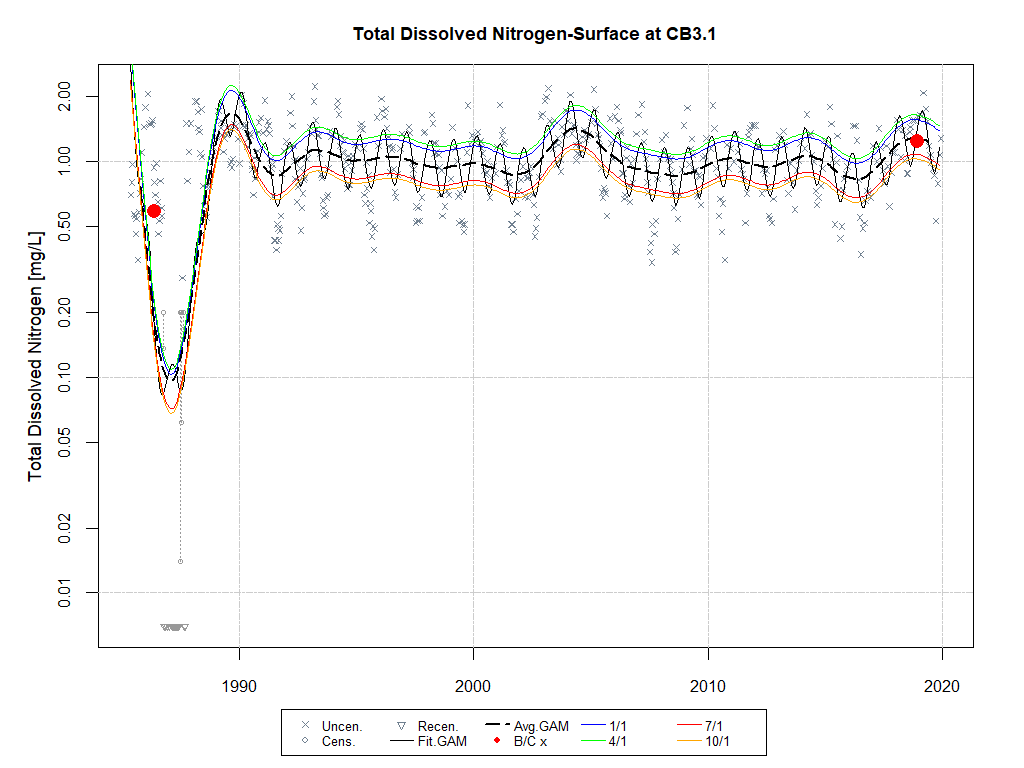 Total Dissolved Nitrogen-Surface at CB3.1
Total Dissolved Nitrogen [mg/L]
2.00
1.00
0.50
0.20
0.10
0.05
0.02
0.01
1990 2000 2010 2020
Uncen. Recen. Avg.GAM 1/1 7/1
Cens. Fit.GAM B/C x 4/1 10/1